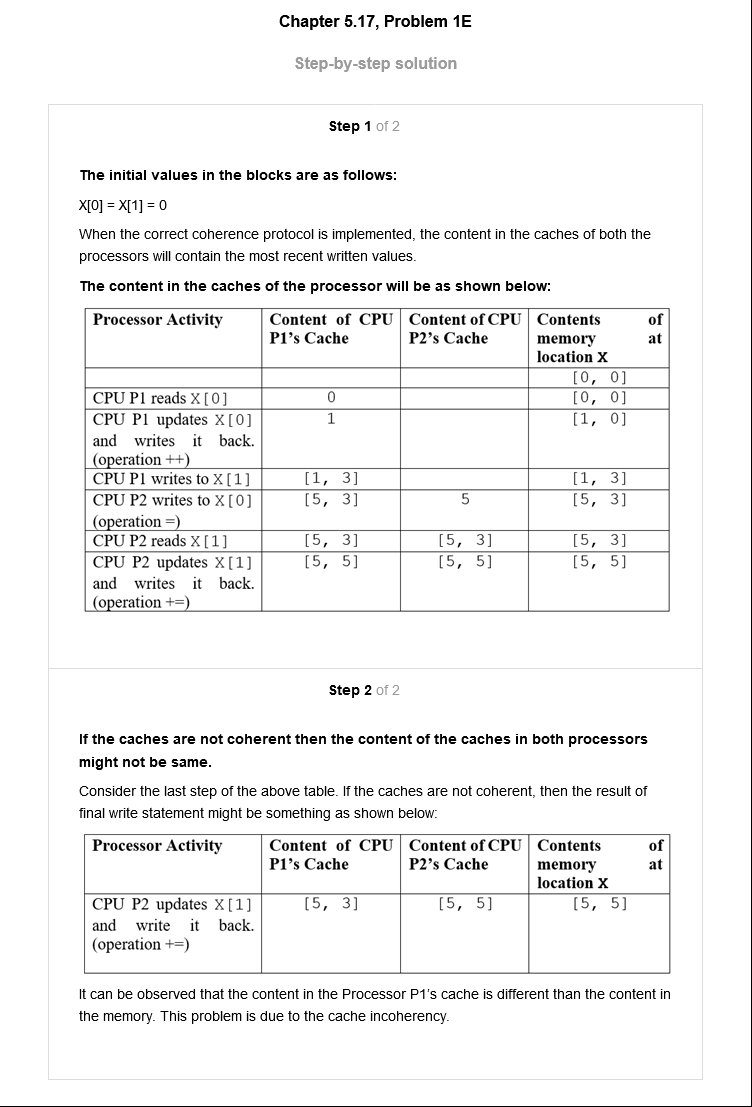 Chapter 5.17, Problem 1E
Step-by-step solution
Step 1 of 2
The initial values in the blocks are as follows:
X[0] = X[1] = 0
When the correct coherence protocol is implemented, the content in the caches of both the
processors will contain the most recent written values.
The content in the caches of the processor will be as shown below:
Processor Activity Content of CPU Content of CPU Contents of
P1's Cache P2's Cache memory at
location X
[0, 0]
CPU P1 reads X[0] 0 [0, 0]
CPU P1 updates X[0] 1 [1, 0]
and writes it back.
(operation ++)
CPU P1 writes to X[1] [1, 3] [1, 3]
CPU P2 writes to X[0] [5, 3] 5 [5, 3]
(operation =)
CPU P2 reads X[1] [5, 3] [5, 3] [5, 3]
CPU P2 updates X[1] [5, 5] [5, 5] [5, 5]
and writes it back.
(operation +=)
Step 2 of 2
If the caches are not coherent then the content of the caches in both processors
might not be same.
Consider the last step of the above table. If the caches are not coherent, then the result of
final write statement might be something as shown below:
Processor Activity Content of CPU Content of CPU Contents of
P1's Cache P2's Cache memory at
location X
CPU P2 updates X[1] [5, 3] [5, 5] [5, 5]
and write it back.
(operation +=)
It can be observed that the content in the Processor P1's cache is different than the content in
the memory. This problem is due to the cache incoherency.